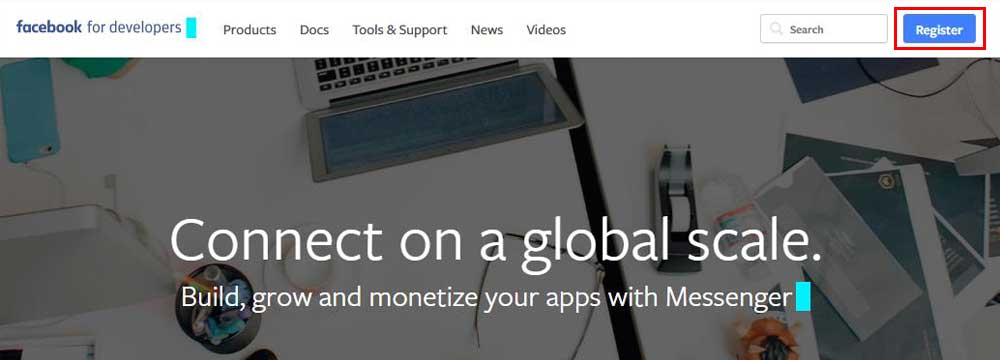 facebook for developers
Products
Docs
Tools & Support
News
Videos
Search
Register
Connect on a global scale.
Build, grow and monetize your apps with Messenger